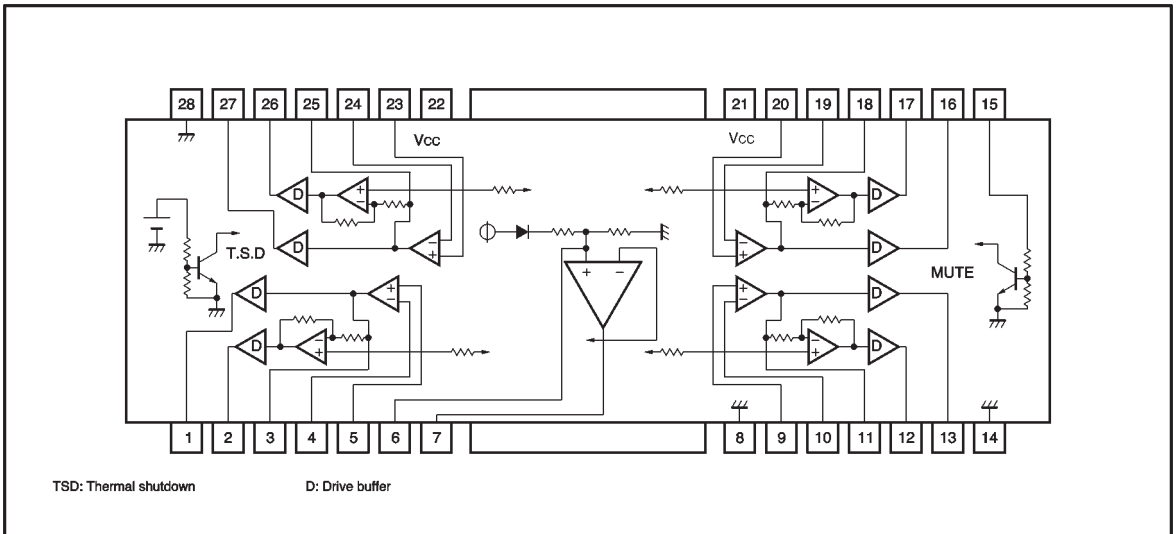 28 27 26 25 24 23 22 21 20 19 18 17 16 15
Vcc Vcc
D + − − + D
D − + − + D
T.S.D + − MUTE
D + − + − D
D − + − + D
1 2 3 4 5 6 7 8 9 10 11 12 13 14
TSD: Thermal shutdown D: Drive buffer